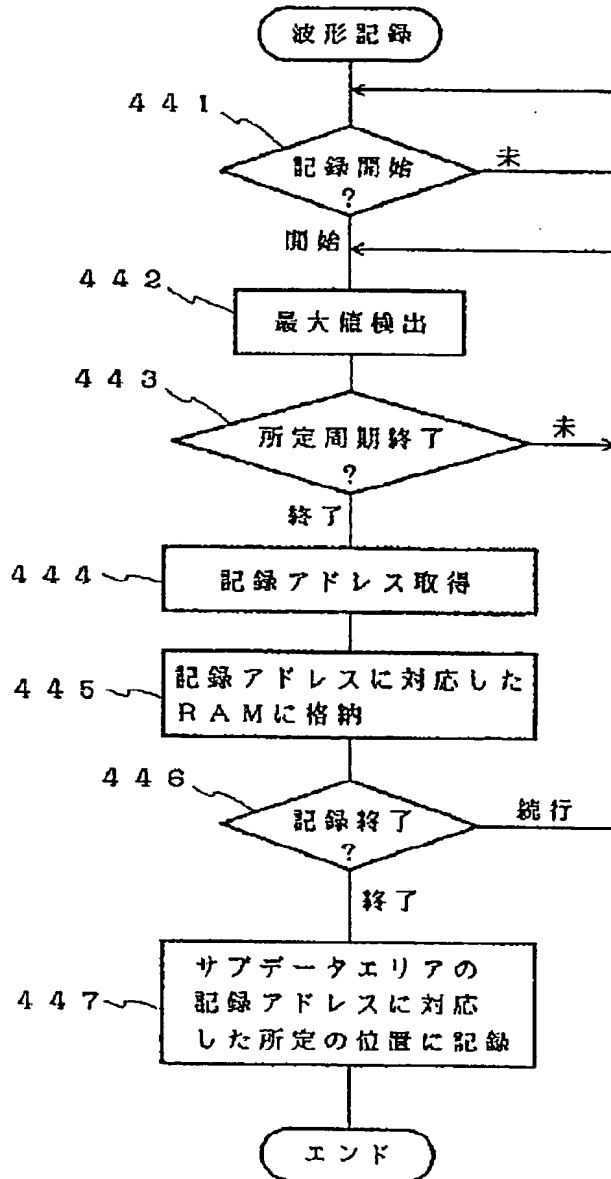 波形記録
441
記録開始
?
未
開始
442
最大値検出
443
所定周期終了
?
未
終了
444
記録アドレス取得
445
記録アドレスに対応した
RAMに格納
446
記録終了
?
続行
終了
447
サブデータエリアの
記録アドレスに対応
した所定の位置に記録
エンド